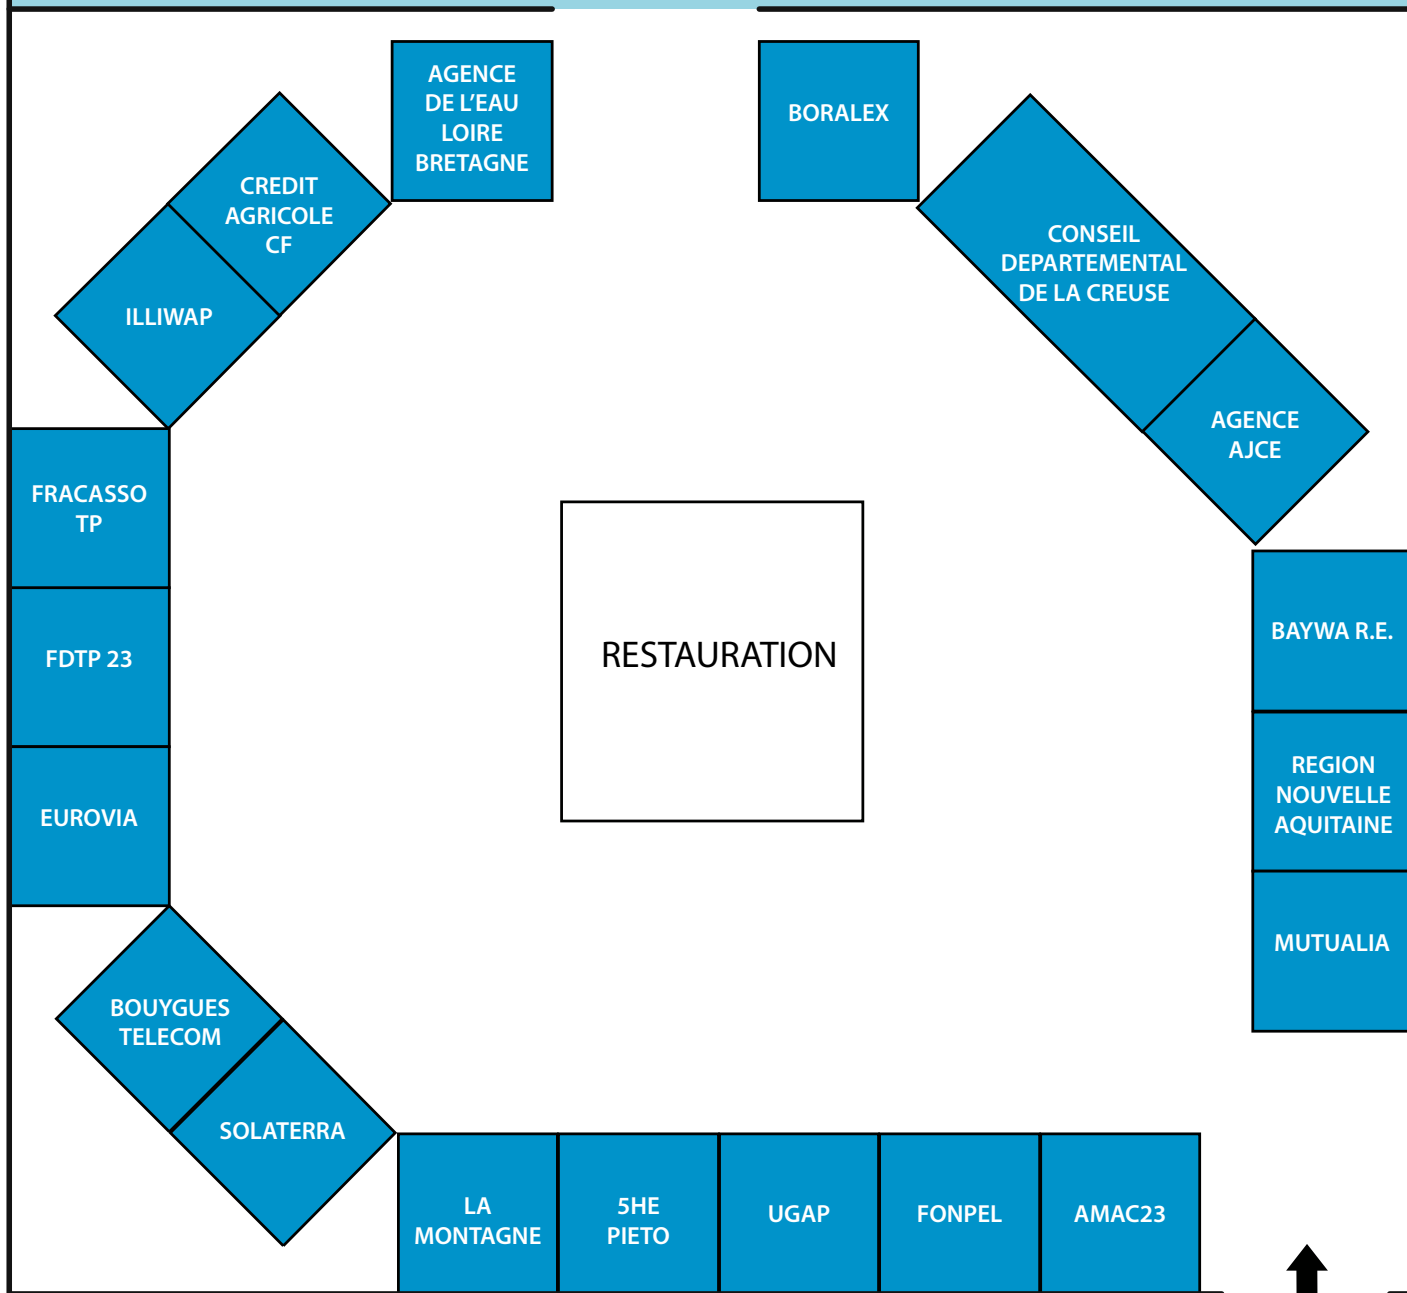 AGENCE
DE L'EAU
LOIRE
BRETAGNE
BORALEX
CREDIT
AGRICOLE
CF
CONSEIL
DEPARTEMENTAL
DE LA CREUSE
ILLIWAP
AGENCE
AJCE
FRACASSO
TP
FDTP 23
RESTAURATION
BAYWA R.E.
REGION
NOUVELLE
AQUITAINE
EUROVIA
MUTUALIA
BOUYGUES
TELECOM
SOLATERRA
LA
MONTAGNE
5HE
PIETO
UGAP
FONPEL
AMAC23